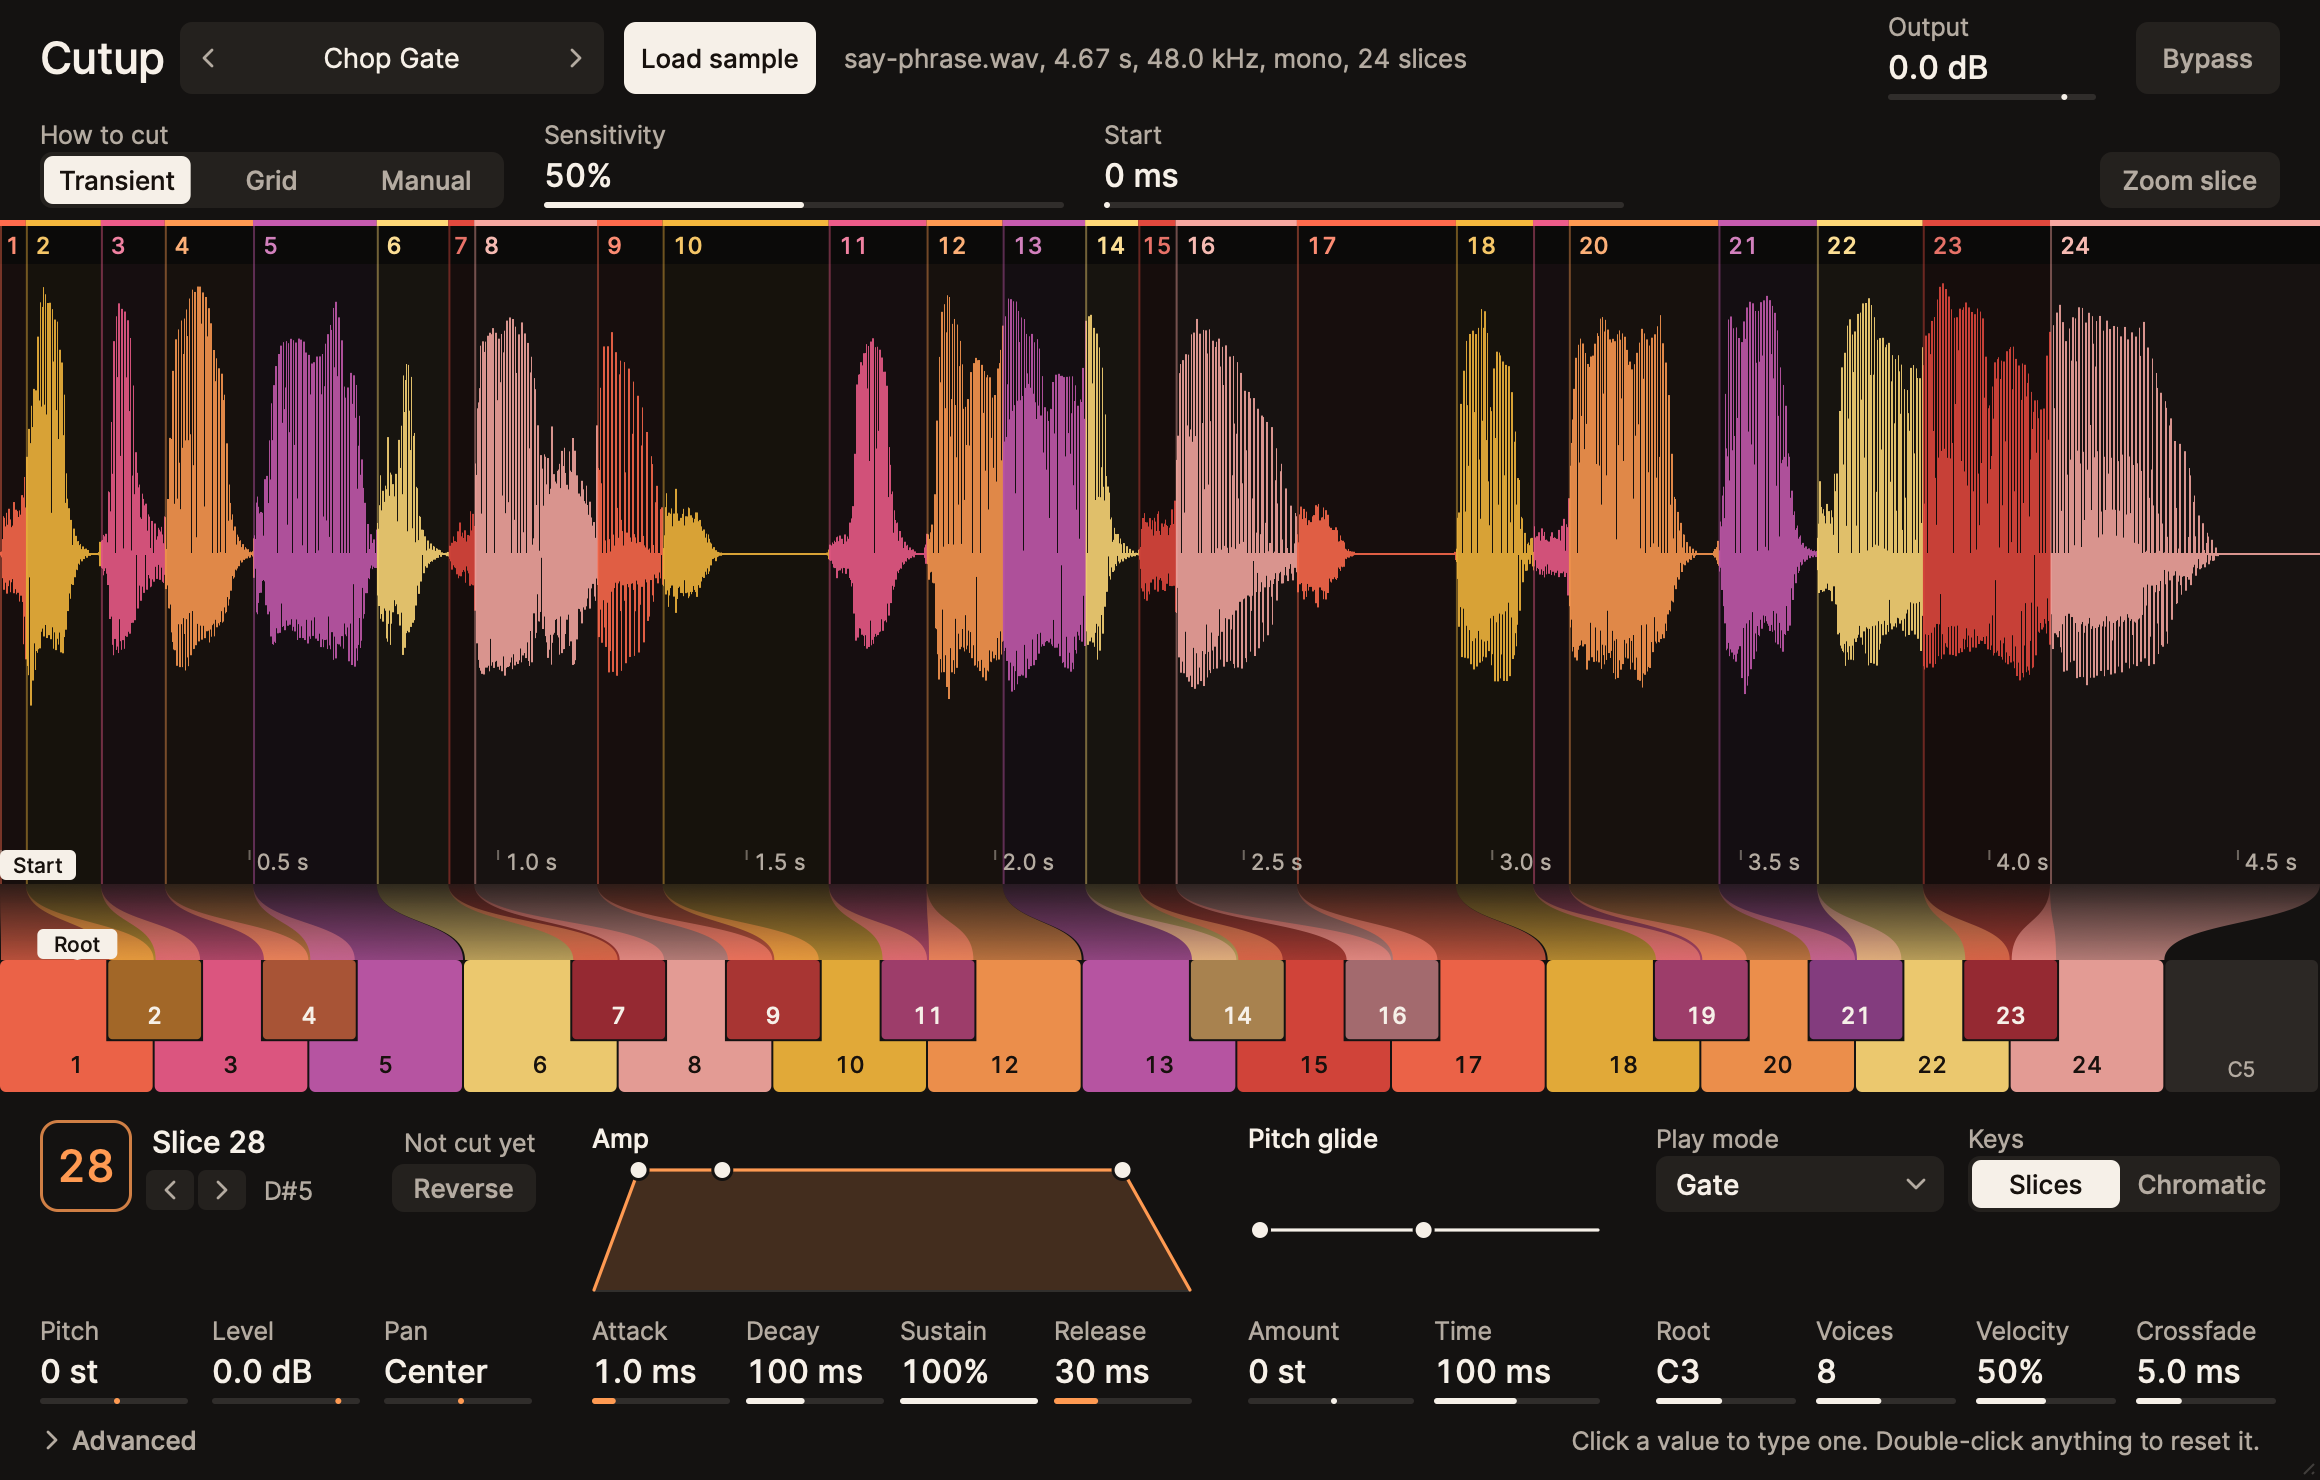 Cutup
Chop Gate
Load sample
say-phrase.wav, 4.67 s, 48.0 kHz, mono, 24 slices
Output
0.0 dB
Bypass
How to cut
Transient Grid Manual
Sensitivity
50%
Start
0 ms
Zoom slice
1 2 3 4 5 6 7 8 9 10 11 12 13 14 15 16 17 18 20 21 22 23 24
Start
0.5 s 1.0 s 1.5 s 2.0 s 2.5 s 3.0 s 3.5 s 4.0 s 4.5 s
Root
2 4 7 9 11 14 16 19 21 23
1 3 5 6 8 10 12 13 15 17 18 20 22 24 C5
28
Slice 28
D#5
Not cut yet
Reverse
Amp
Pitch glide
Play mode
Gate
Keys
Slices Chromatic
Pitch Level Pan Attack Decay Sustain Release Amount Time Root Voices Velocity Crossfade
0 st 0.0 dB Center 1.0 ms 100 ms 100% 30 ms 0 st 100 ms C3 8 50% 5.0 ms
Advanced
Click a value to type one. Double-click anything to reset it.